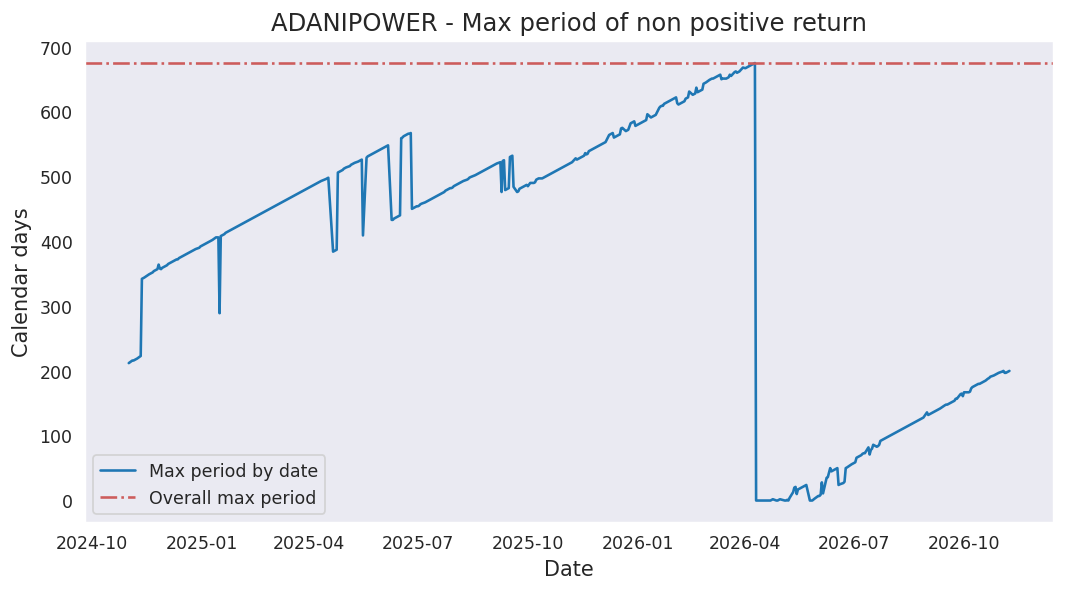 ADANIPOWER - Max period of non positive return
700
600
500
400
300
200
100
0
Calendar days
Max period by date
Overall max period
2024-10 2025-01 2025-04 2025-07 2025-10 2026-01 2026-04 2026-07 2026-10
Date